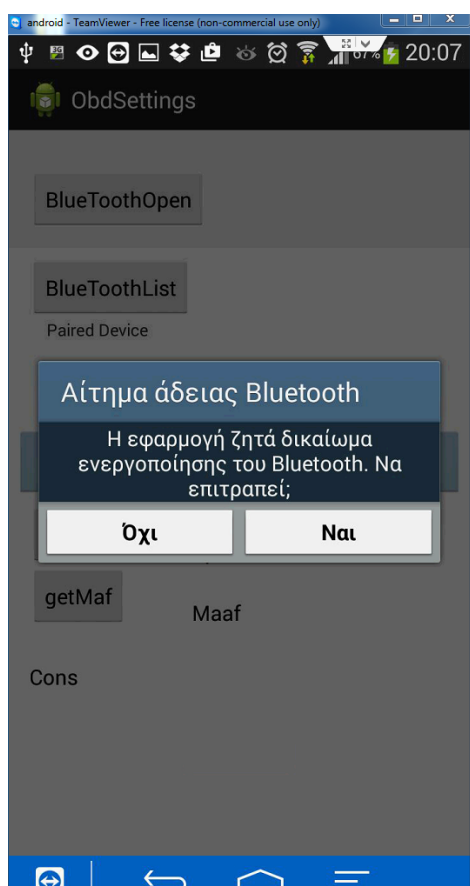 android - TeamViewer - Free license (non-commercial use only)
20:07
ObdSettings
BlueToothOpen
BlueToothList
Paired Device
Αίτημα άδειας Bluetooth
Η εφαρμογή ζητά δικαίωμα
ενεργοποίησης του Bluetooth. Να
επιτραπεί;
Όχι
Ναι
getMaf
Maaf
Cons